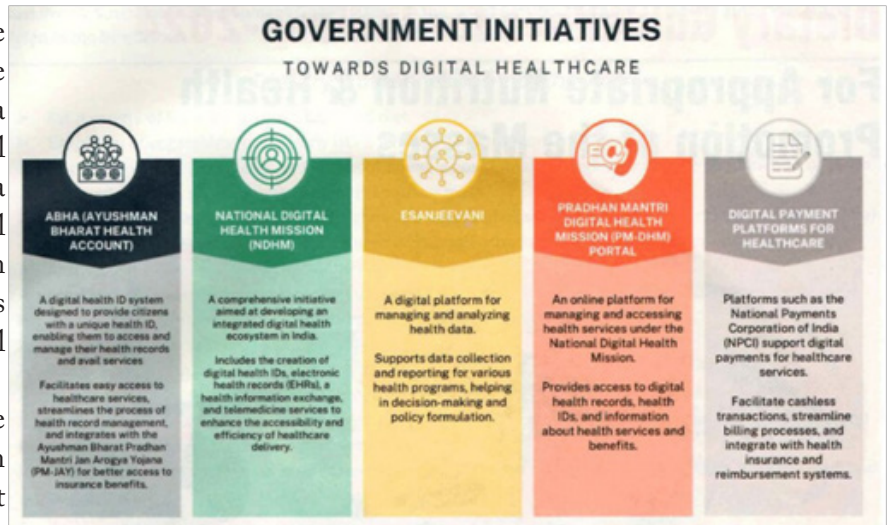 GOVERNMENT INITIATIVES
TOWARDS DIGITAL HEALTHCARE
ABHA (AYUSHMAN
BHARAT HEALTH
ACCOUNT)
A digital health ID system
designed to provide citizens
with a unique health ID,
enabling them to access and
manage their health records
and avail services
Facilitates easy access to
healthcare services,
streamlines the process of
health record management,
and integrates with the
Ayushman Bharat Pradhan
Mantri Jan Arogya Yojana
(PM-JAY) for better access to
insurance benefits.
NATIONAL DIGITAL
HEALTH MISSION
(NDHM)
A comprehensive initiative
aimed at developing an
integrated digital health
ecosystem in India.
Includes the creation of
digital health IDs, electronic
health records (EHRs), a
health information exchange,
and telemedicine services to
enhance the accessibility and
efficiency of healthcare
delivery.
ESANJEEVANI
A digital platform for
managing and analyzing
health data.
Supports data collection
and reporting for various
health programs, helping
in decision-making and
policy formulation.
PRADHAN MANTRI
DIGITAL HEALTH
MISSION (PM-DHM)
PORTAL
An online platform for
managing and accessing
health services under the
National Digital Health
Mission.
Provides access to digital
health records, health
IDs, and information
about health services and
benefits.
DIGITAL PAYMENT
PLATFORMS FOR
HEALTHCARE
Platforms such as the
National Payments
Corporation of India
(NPCI) support digital
payments for healthcare
services.
Facilitate cashless
transactions, streamline
billing processes, and
integrate with health
insurance and
reimbursement systems.